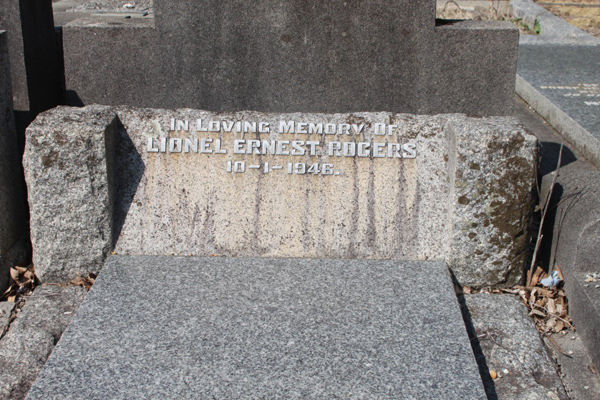 In Loving Memory Of
LIONEL ERNEST ROGERS
10-1-1946.